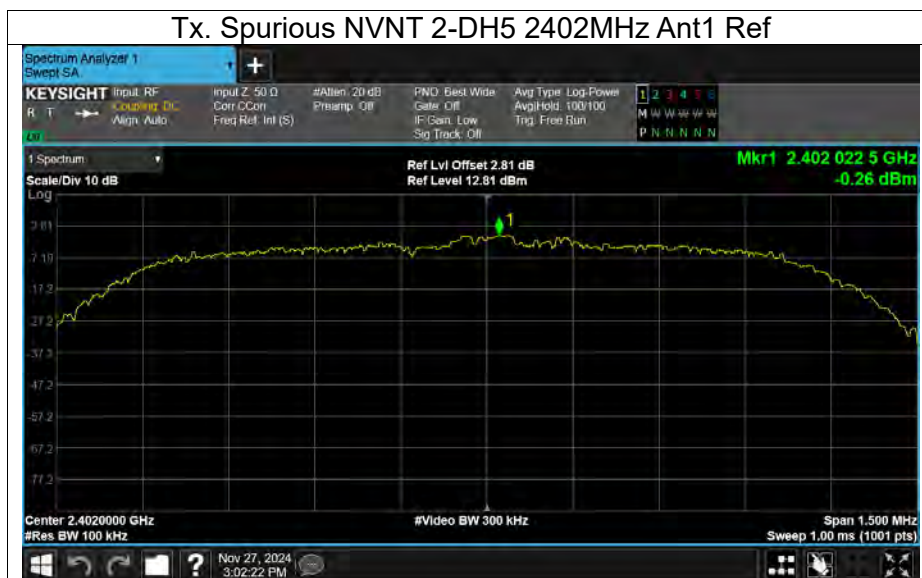 Tx. Spurious NVNT 2-DH5 2402MHz Ant1 Ref
Spectrum Analyzer 1
Swept SA
+
KEYSIGHT Input: RF Input Z: 50 Ω #Atten: 20 dB PNO: Best Wide Avg Type: Log-Power 1 2 3 4 5 6
R T Coupling: DC Corr CCorr Preamp: Off Gate: Off Avg|Hold: 100/100 M W W W W W
Align: Auto Freq Ref: Int (S) IF Gain: Low Trig: Free Run
Sig Track: Off P N N N N N
1 Spectrum Ref Lvl Offset 2.81 dB Mkr1 2.402 022 5 GHz
Scale/Div 10 dB Ref Level 12.81 dBm -0.26 dBm
Log
2.81
1
-7.19
-17.2
-27.2
-37.2
-47.2
-57.2
-67.2
-77.2
Center 2.4020000 GHz #Video BW 300 kHz Span 1.500 MHz
#Res BW 100 kHz Sweep 1.00 ms (1001 pts)
? Nov 27, 2024
3:02:22 PM